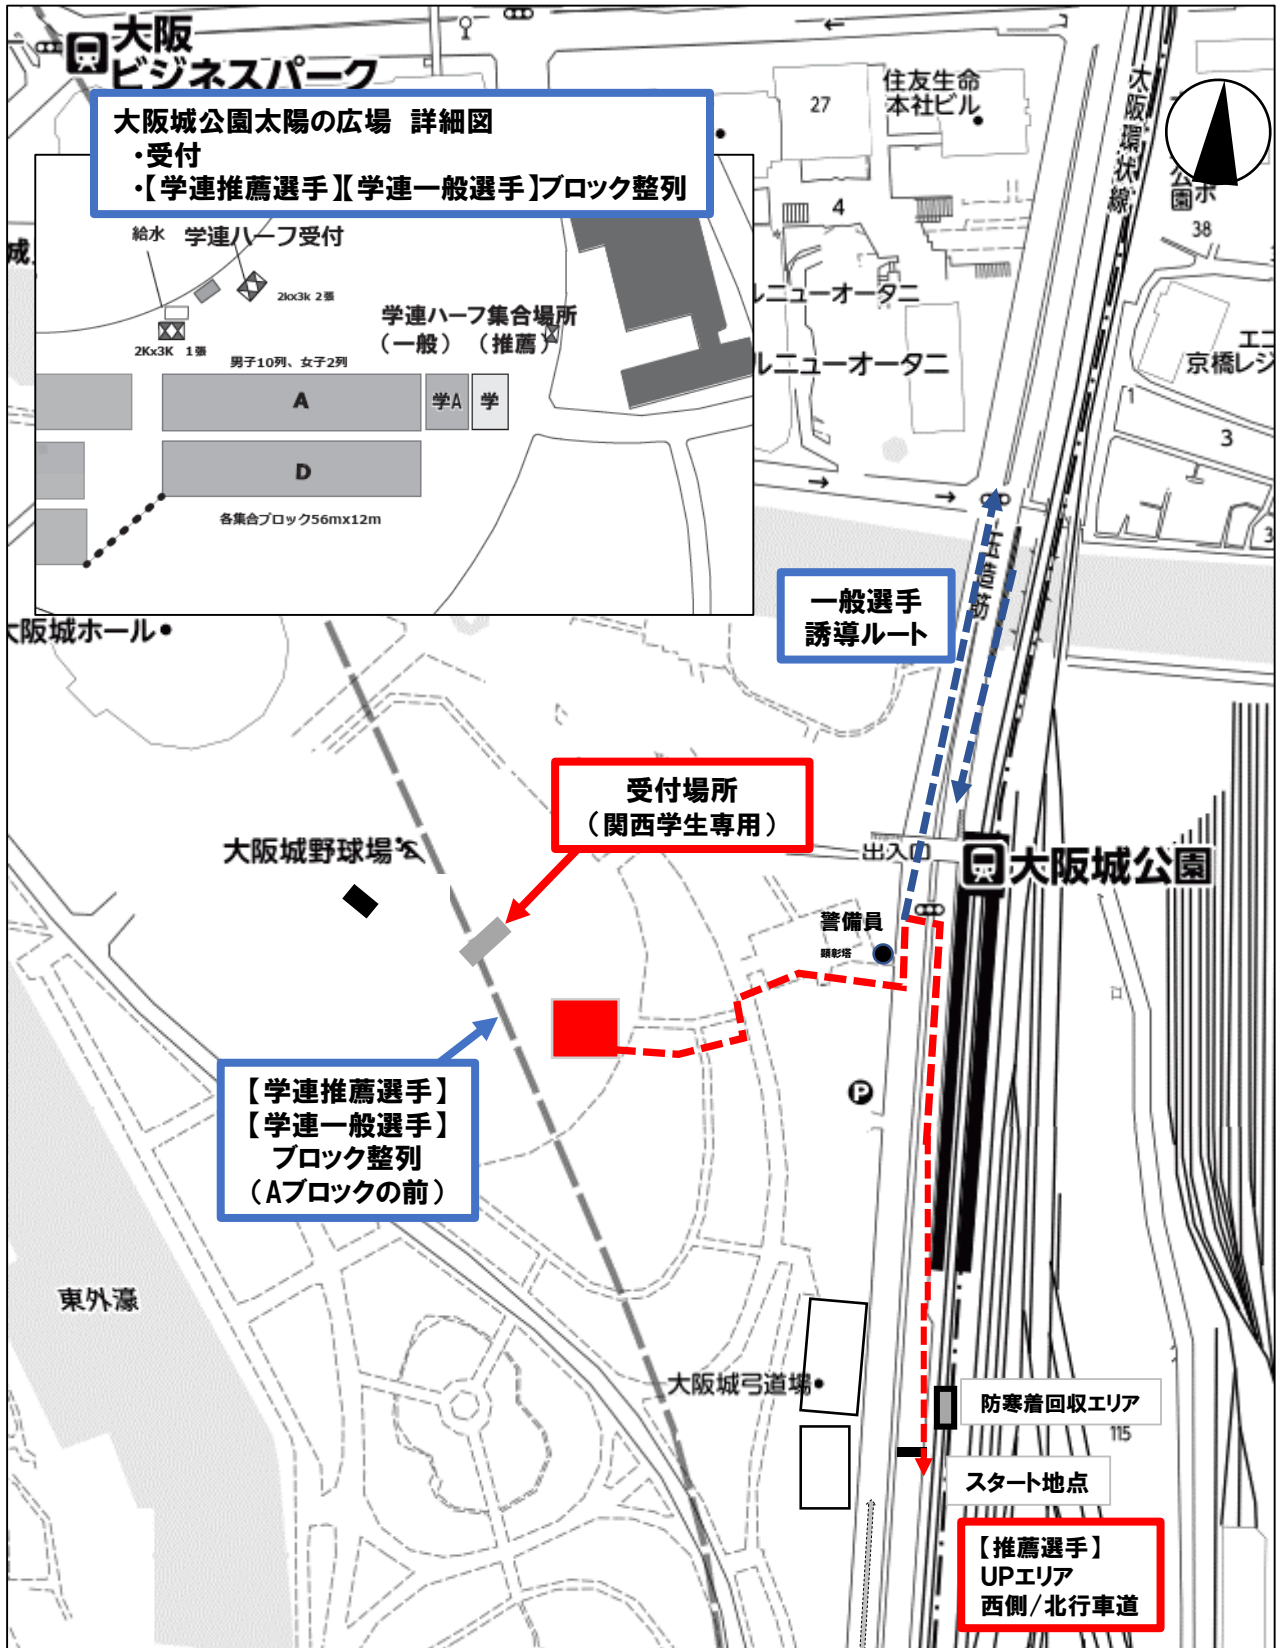 大阪
ビジネスパーク
大阪城公園太陽の広場 詳細図
・受付
・【学連推薦選手】【学連一般選手】ブロック整列
給水
学連ハーフ受付
2kx3k 2張
2Kx3K 1張
学連ハーフ集合場所
（一般）（推薦）
男子10列、女子2列
A
学A
学
D
各集合ブロック56mx12m
27
住友生命
本社ビル
大阪環状線
4
38
ルニューオータニ
ルニューオータニ
京橋レジ
1
3
3
一般選手
誘導ルート
大阪城ホール
受付場所
（関西学生専用）
大阪城野球場
出入口
大阪城公園
警備員
顕彰塔
【学連推薦選手】
【学連一般選手】
ブロック整列
（Aブロックの前）
P
東外濠
大阪城弓道場
防寒着回収エリア
115
スタート地点
【推薦選手】
UPエリア
西側/北行車道